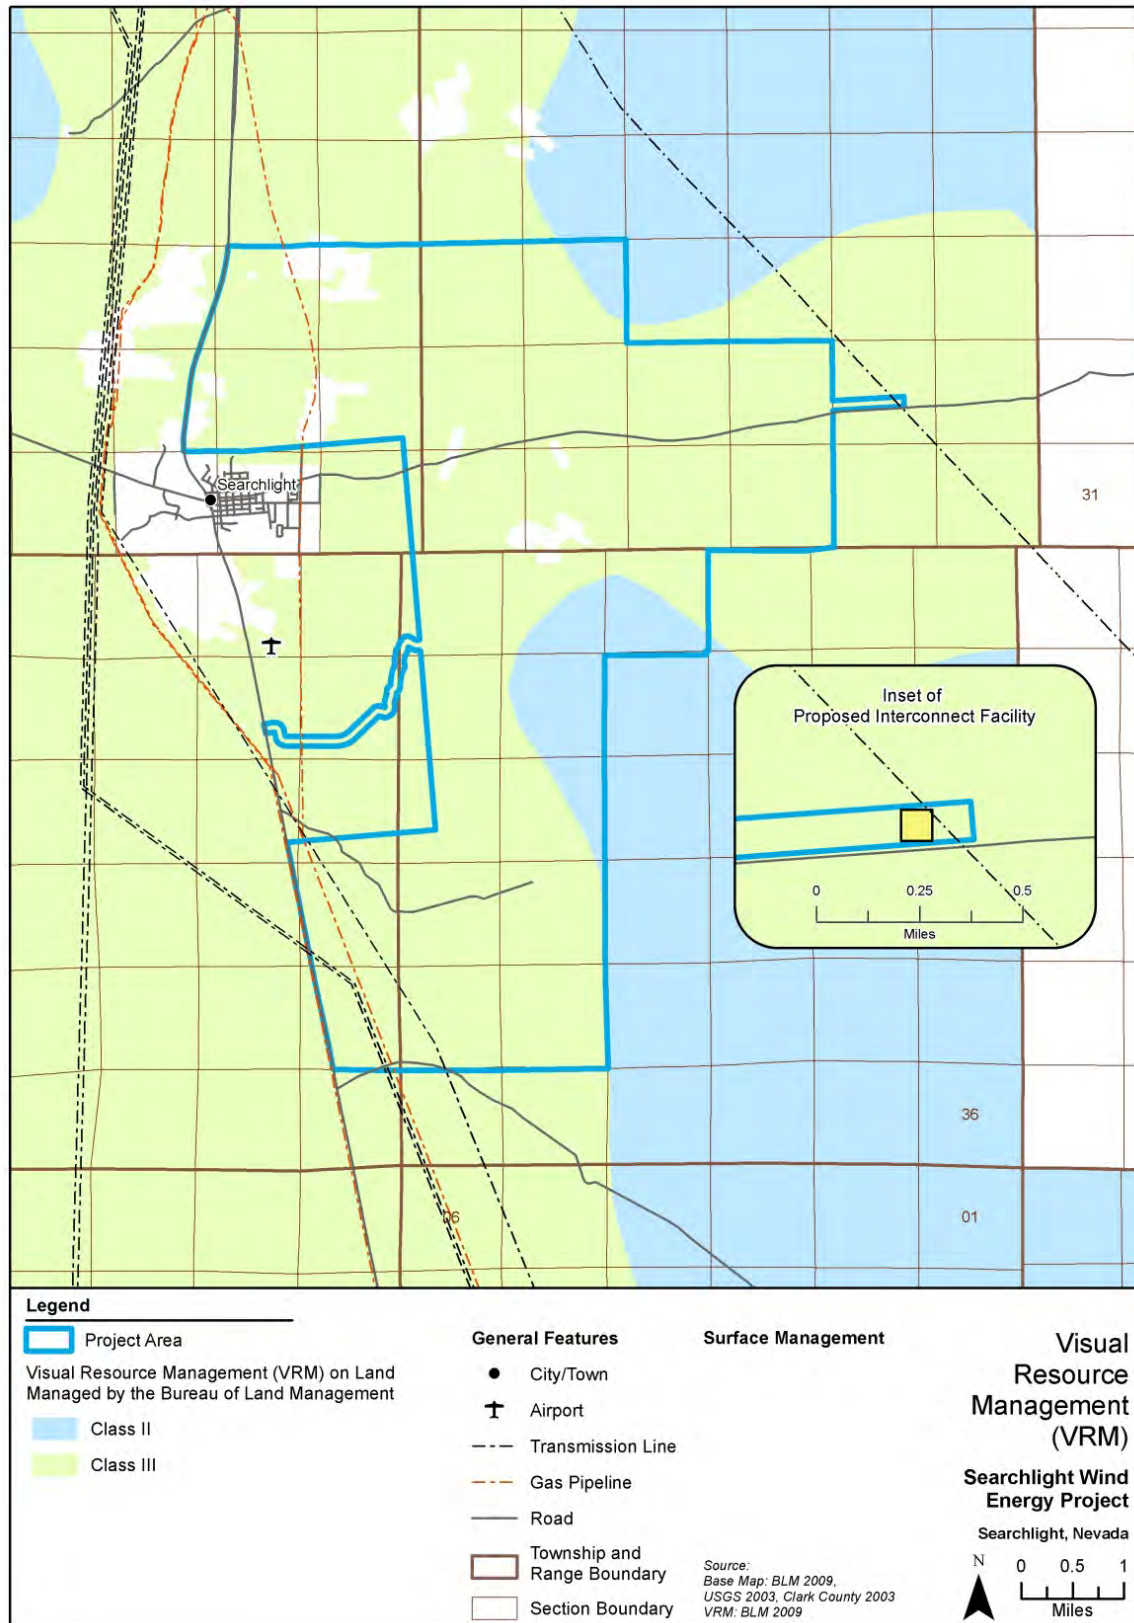 Searchlight
31
Inset of
Proposed Interconnect Facility
0 0.25 0.5
Miles
36
06
01
Legend
Project Area
Visual Resource Management (VRM) on Land
Managed by the Bureau of Land Management
Class II
Class III
General Features
City/Town
Airport
Transmission Line
Gas Pipeline
Road
Township and
Range Boundary
Section Boundary
Surface Management
Source:
Base Map: BLM 2009,
USGS 2003, Clark County 2003
VRM: BLM 2009
Visual
Resource
Management
(VRM)
Searchlight Wind
Energy Project
Searchlight, Nevada
N
0 0.5 1
Miles